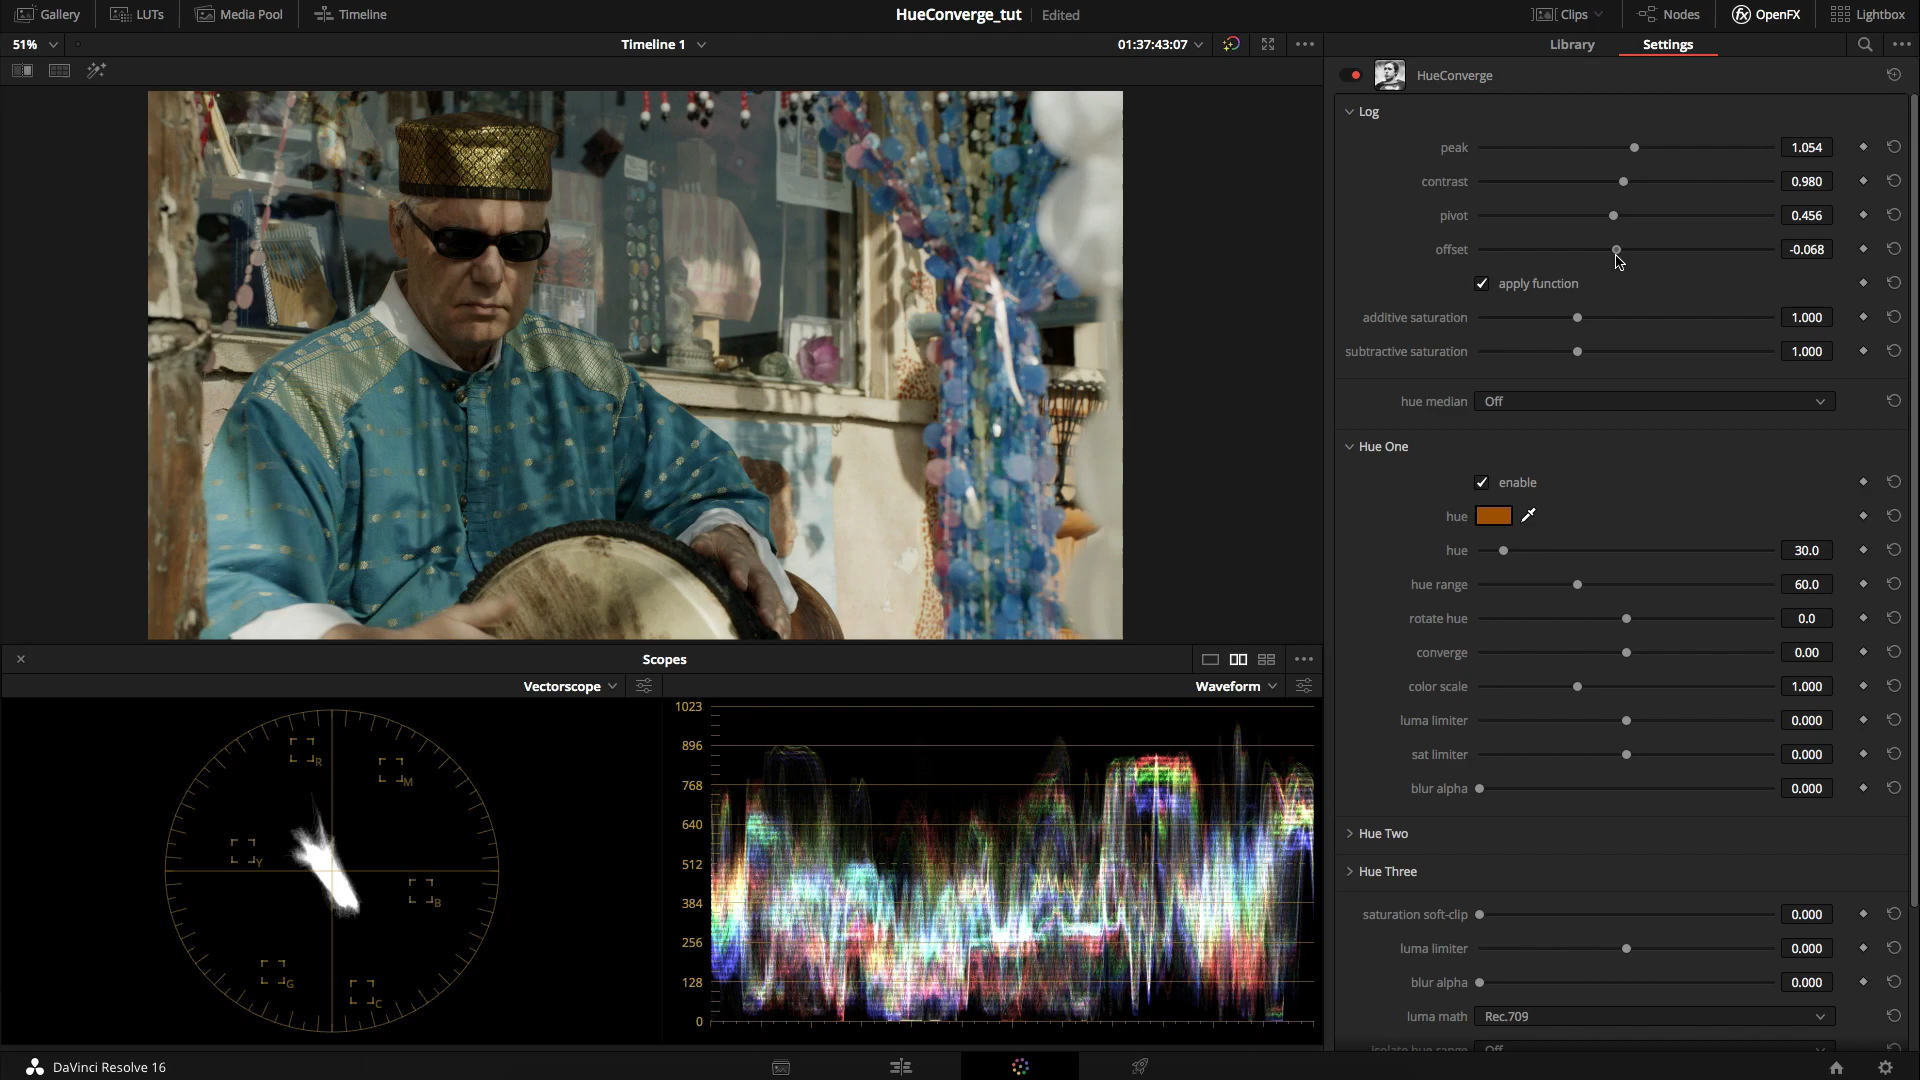 Gallery LUTs Media Pool Timeline HueConverge_tut Edited Clips Nodes fx OpenFX Lightbox
51% Timeline 1 01:37:43:07 Library Settings
HueConverge
Log
peak 1.054
contrast 0.980
pivot 0.456
offset -0.068
apply function
additive saturation 1.000
subtractive saturation 1.000
hue median Off
Hue One
enable
hue
hue 30.0
hue range 60.0
rotate hue 0.0
converge 0.00
color scale 1.000
luma limiter 0.000
sat limiter 0.000
blur alpha 0.000
Hue Two
Hue Three
saturation soft-clip 0.000
luma limiter 0.000
blur alpha 0.000
luma math Rec.709
isolate hue range Off
Scopes
Vectorscope Waveform
R
M
Y
B
G
C
1023
896
768
640
512
384
256
128
0
DaVinci Resolve 16